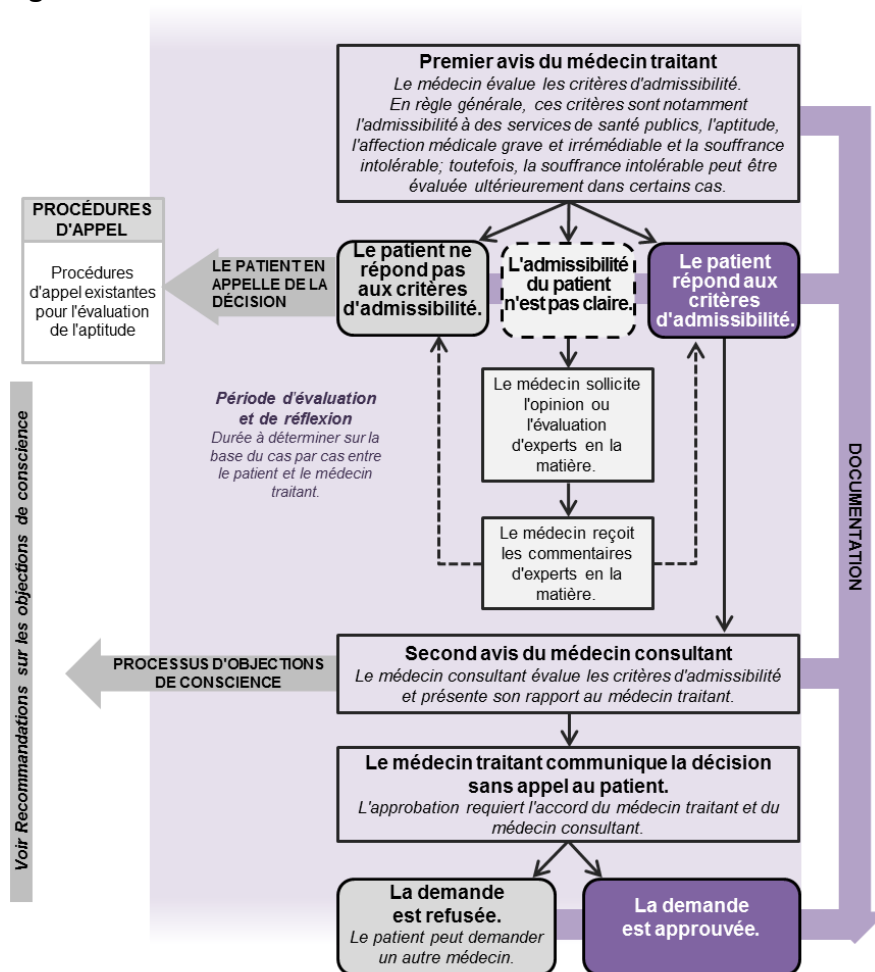 Premier avis du médecin traitant
Le médecin évalue les critères d'admissibilité.
En règle générale, ces critères sont notamment
l'admissibilité à des services de santé publics, l'aptitude,
l'affection médicale grave et irrémédiable et la souffrance
intolérable; toutefois, la souffrance intolérable peut être
évaluée ultérieurement dans certains cas.
PROCÉDURES
D'APPEL
Procédures
d'appel existantes
pour l'évaluation
de l'aptitude
LE PATIENT EN
APPELLE DE LA
DÉCISION
Le patient ne
répond pas
aux critères
d'admissibilité.
L'admissibilité
du patient
n'est pas claire.
Le patient
répond aux
critères
d'admissibilité.
Période d'évaluation
et de réflexion
Durée à déterminer sur la
base du cas par cas entre
le patient et le médecin
traitant.
Le médecin sollicite
l'opinion ou
l'évaluation
d'experts en la
matière.
Le médecin reçoit
les commentaires
d'experts en la
matière.
DOCUMENTATION
Voir Recommandations sur les objections de conscience
PROCESSUS D'OBJECTIONS
DE CONSCIENCE
Second avis du médecin consultant
Le médecin consultant évalue les critères d'admissibilité
et présente son rapport au médecin traitant.
Le médecin traitant communique la décision
sans appel au patient.
L'approbation requiert l'accord du médecin traitant et du
médecin consultant.
La demande
est refusée.
Le patient peut demander
un autre médecin.
La demande
est approuvée.